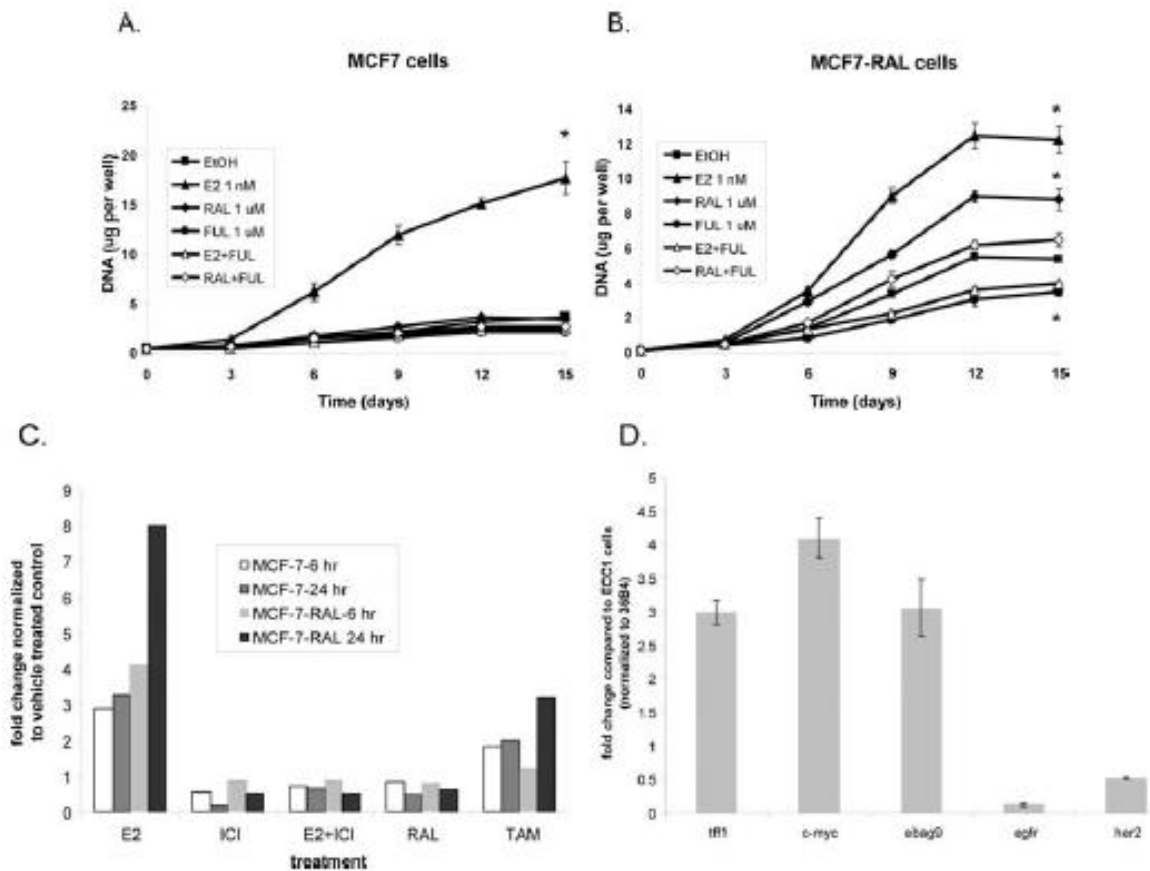 A.
MCF7 cells
25
20
15
10
5
0
DNA (ug per well)
EtOH
E2 1 nM
RAL 1 uM
FUL 1 uM
E2+FUL
RAL+FUL
*
0 3 6 9 12 15
Time (days)
B.
MCF7-RAL cells
14
12
10
8
6
4
2
0
DNA (ug per well)
EtOH
E2 1 nM
RAL 1 uM
FUL 1 uM
E2+FUL
RAL+FUL
*
*
*
0 3 6 9 12 15
Time (days)
C.
9
8
7
6
5
4
3
2
1
0
fold change normalized
to vehicle treated control
MCF-7-6 hr
MCF-7-24 hr
MCF-7-RAL-6 hr
MCF-7-RAL 24 hr
E2 ICI E2+ICI RAL TAM
treatment
D.
5
4.5
4
3.5
3
2.5
2
1.5
1
0.5
0
fold change compared to ECC1 cells
(normalized to 36B4)
tff1 c-myc ebag9 egfr her2